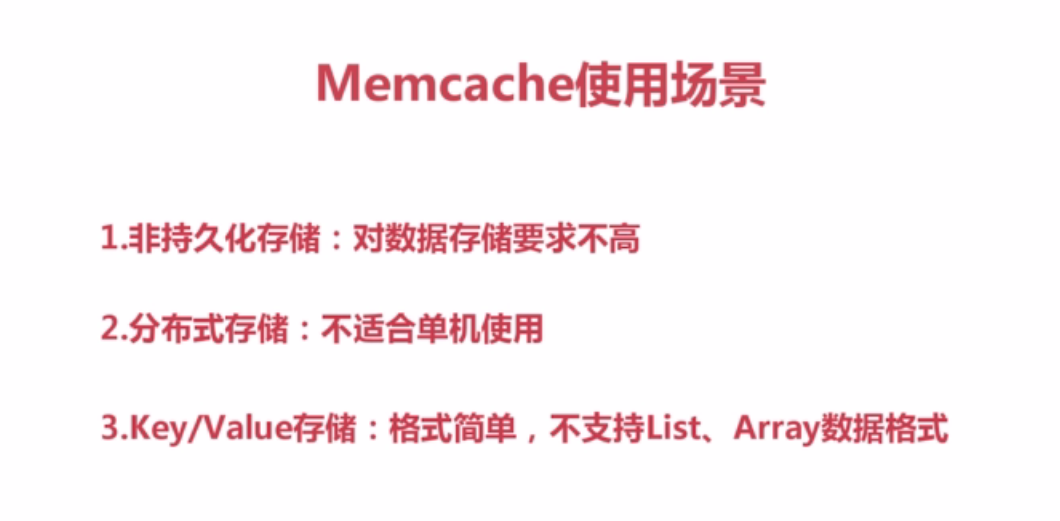 Memcache使用场景
1.非持久化存储：对数据存储要求不高
2.分布式存储：不适合单机使用
3.Key/Value存储：格式简单，不支持List、Array数据格式